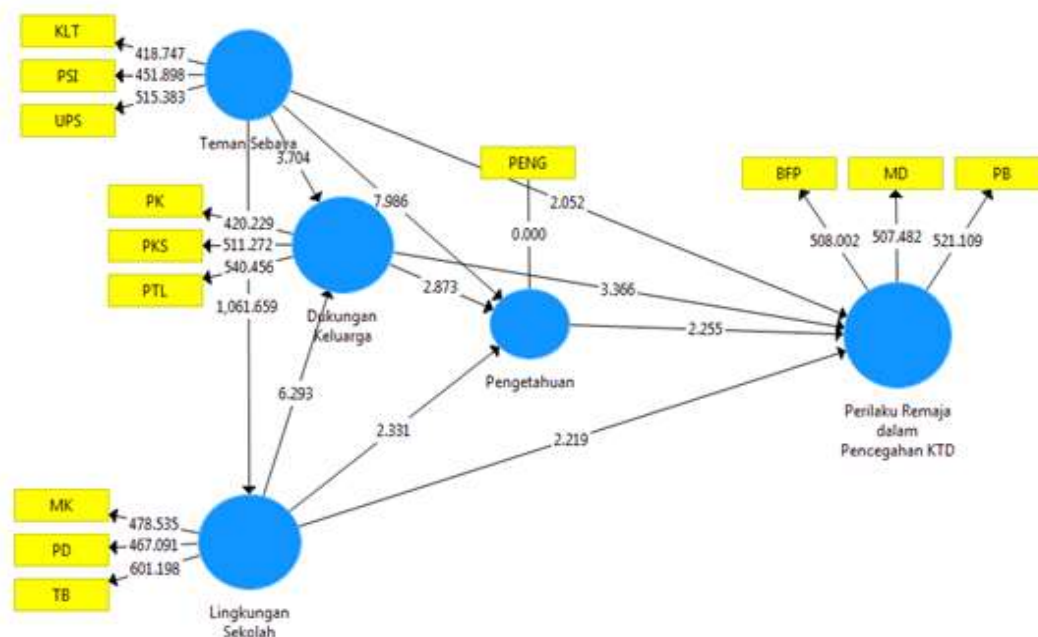 KLT
418.747
PSI
451.898
515.383
UPS
Teman Sebaya
3.704
PENG
BFP
MD
PB
7.986
2.052
PK
420.229
PKS
511.272
540.456
PTL
1,061.659
0.000
508.002
507.482
521.109
2.873
3.366
Dukungan
Keluarga
2.255
Pengetahuan
6.293
2.331
2.219
Perilaku Remaja
dalam
Pencegahan KTD
MK
478.535
PD
467.091
601.198
TB
Lingkungan
Sekolah